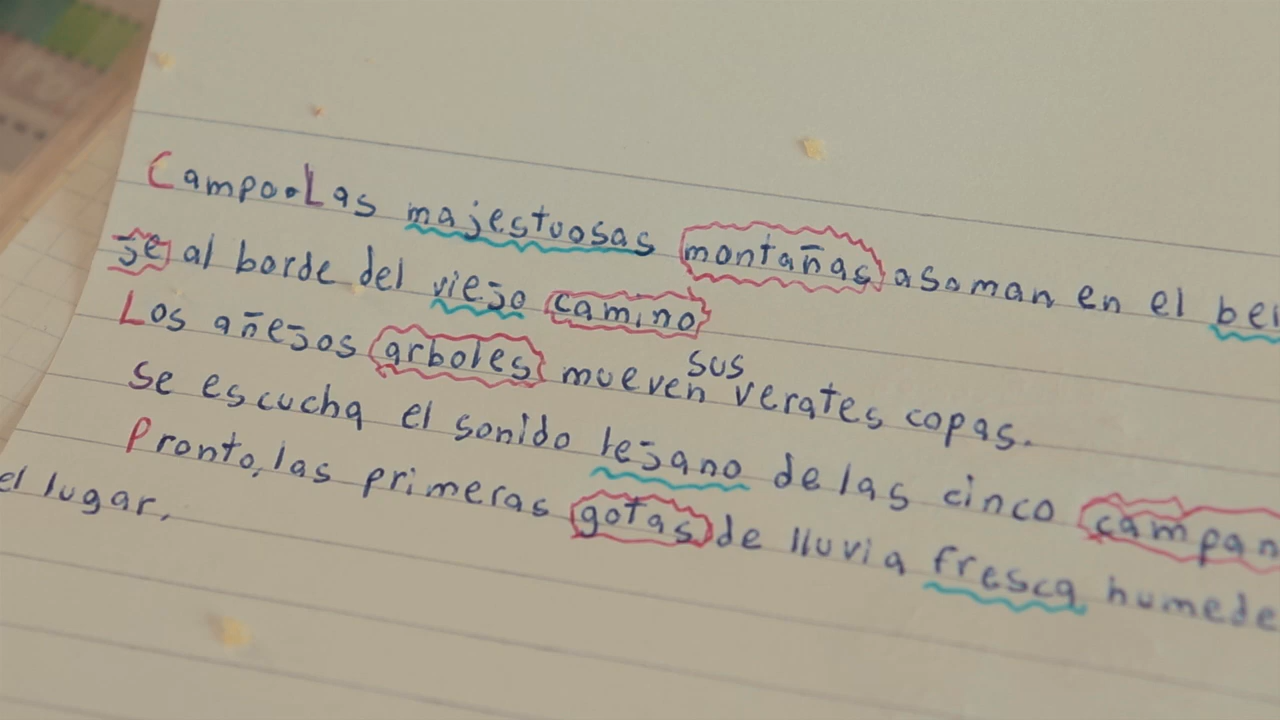 Campo. Las majestuosas montañas asoman en el bel
se al borde del viejo camino
Los añejos arboles mueven sus verates copas.
se escucha el sonido lejano de las cinco campan
Pronto, las primeras gotas de lluvia fresca humede
el lugar.